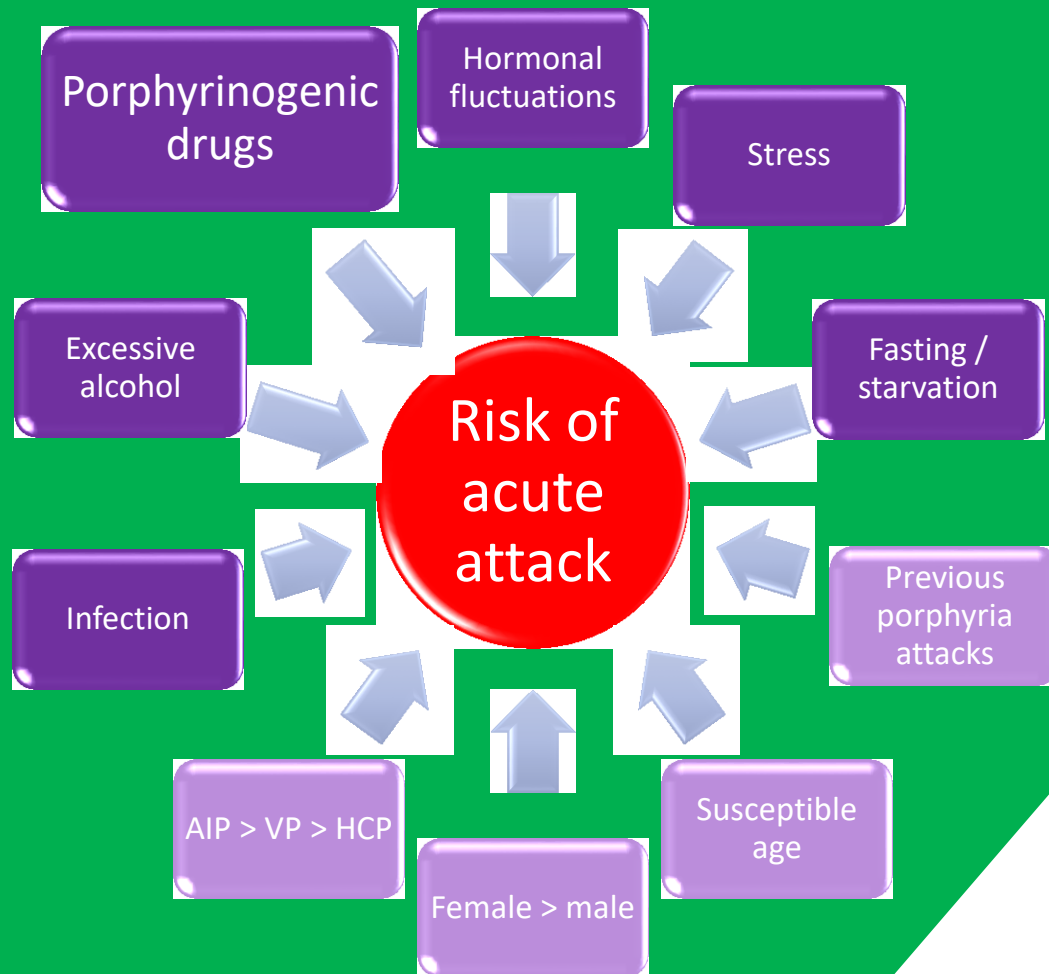 Porphyrinogenic
drugs
Hormonal
fluctuations
Stress
Excessive
alcohol
Fasting /
starvation
Risk of
acute
attack
Infection
Previous
porphyria
attacks
AIP > VP > HCP
Female > male
Susceptible
age